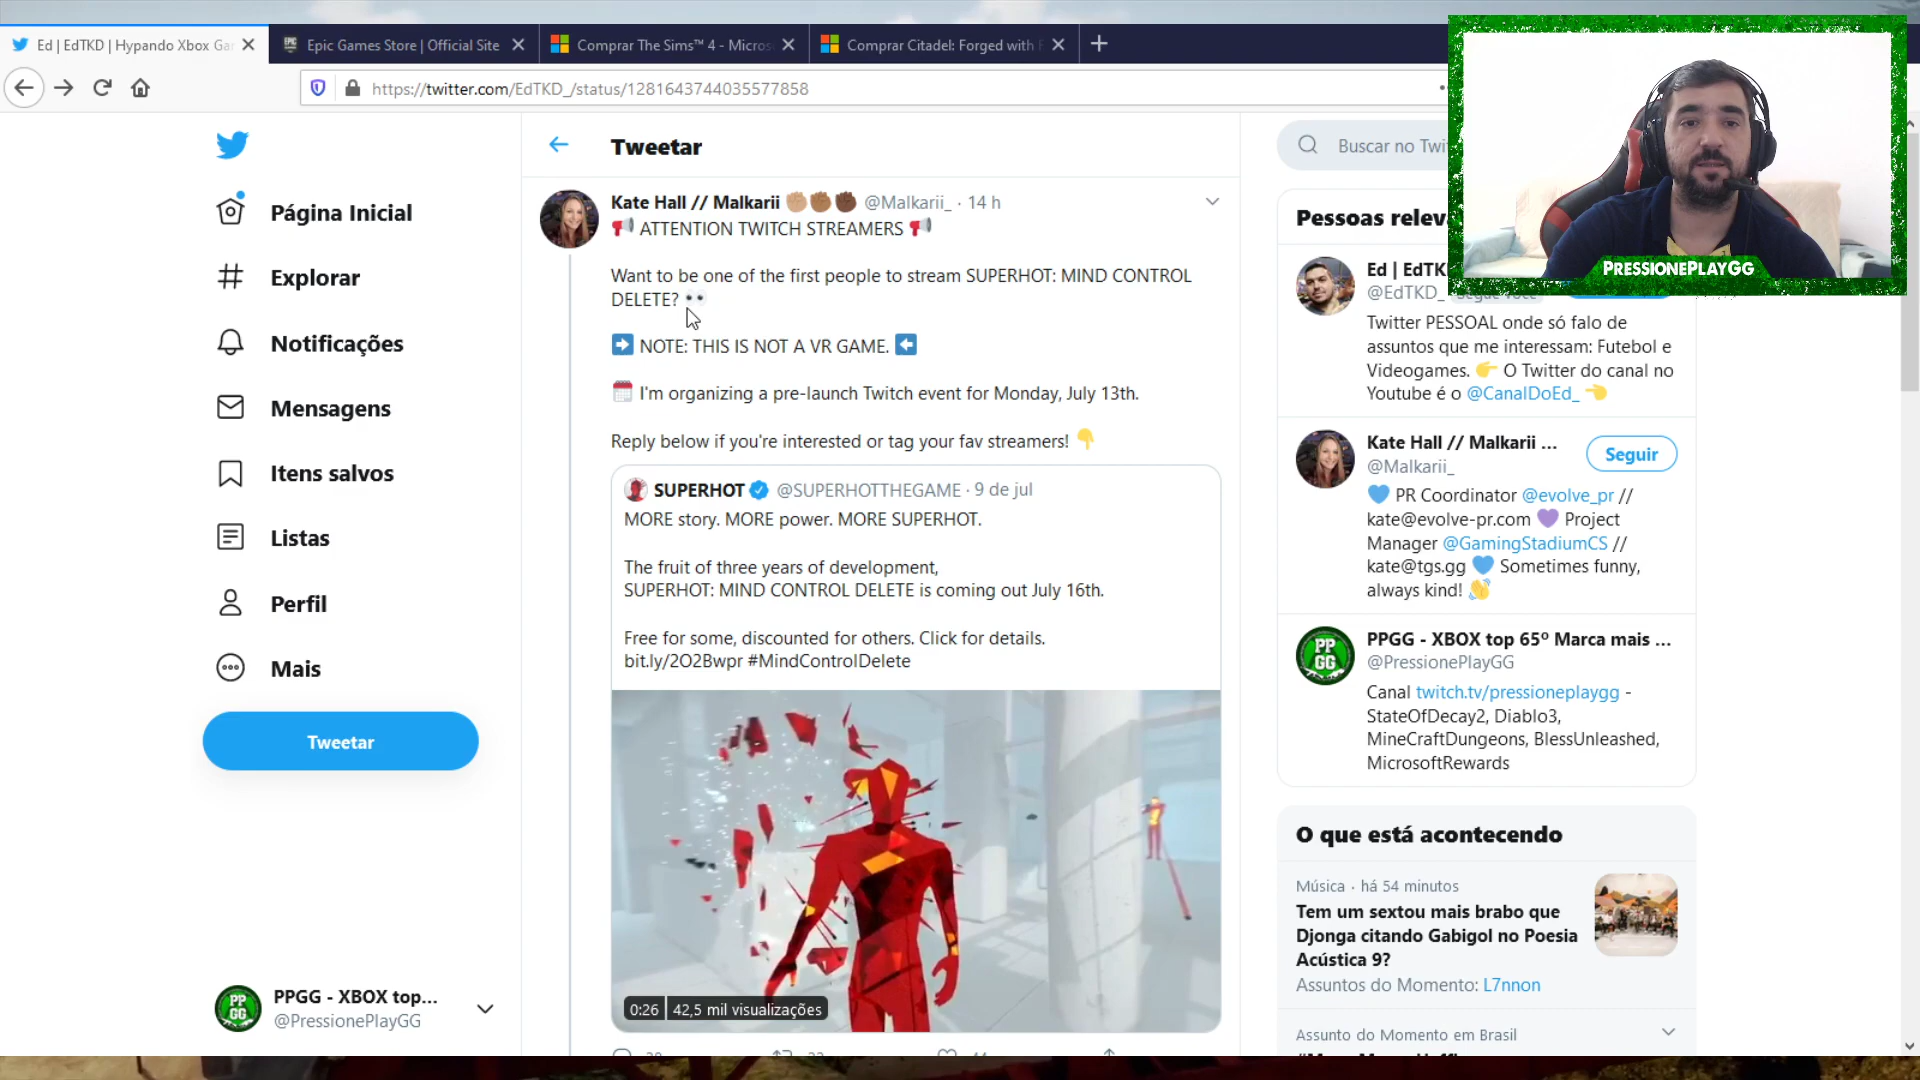 Ed | EdTKD | Hypando Xbox Ga
Epic Games Store | Official Site
Comprar The Sims™ 4 - Micros
Comprar Citadel: Forged with F
https://twitter.com/EdTKD_/status/1281643744035577858
Página Inicial
Explorar
Notificações
Mensagens
Itens salvos
Listas
Perfil
Mais
Tweetar
PPGG - XBOX top...
@PressionePlayGG
Tweetar
Kate Hall // Malkarii ✊🏼✊🏽✊🏿 @Malkarii_ · 14 h
📢 ATTENTION TWITCH STREAMERS 📢
Want to be one of the first people to stream SUPERHOT: MIND CONTROL
DELETE? 👀
➡️ NOTE: THIS IS NOT A VR GAME. ⬅️
🗓️ I'm organizing a pre-launch Twitch event for Monday, July 13th.
Reply below if you're interested or tag your fav streamers! 👇
SUPERHOT @SUPERHOTTHEGAME · 9 de jul
MORE story. MORE power. MORE SUPERHOT.
The fruit of three years of development,
SUPERHOT: MIND CONTROL DELETE is coming out July 16th.
Free for some, discounted for others. Click for details.
bit.ly/2O2Bwpr #MindControlDelete
0:26 42,5 mil visualizações
Buscar no Twi
PRESSIONEPLAYGG
Pessoas relev
Ed | EdTK
@EdTKD_ Segue você
Twitter PESSOAL onde só falo de
assuntos que me interessam: Futebol e
Videogames. 👉 O Twitter do canal no
Youtube é o @CanalDoEd_ 👈
Kate Hall // Malkarii ...
@Malkarii_
Seguir
💙 PR Coordinator @evolve_pr //
kate@evolve-pr.com 💜 Project
Manager @GamingStadiumCS //
kate@tgs.gg 💙 Sometimes funny,
always kind! 👋
PPGG - XBOX top 65º Marca mais ...
@PressionePlayGG
Canal twitch.tv/pressioneplaygg -
StateOfDecay2, Diablo3,
MineCraftDungeons, BlessUnleashed,
MicrosoftRewards
O que está acontecendo
Música · há 54 minutos
Tem um sextou mais brabo que
Djonga citando Gabigol no Poesia
Acústica 9?
Assuntos do Momento: L7nnon
Assunto do Momento em Brasil